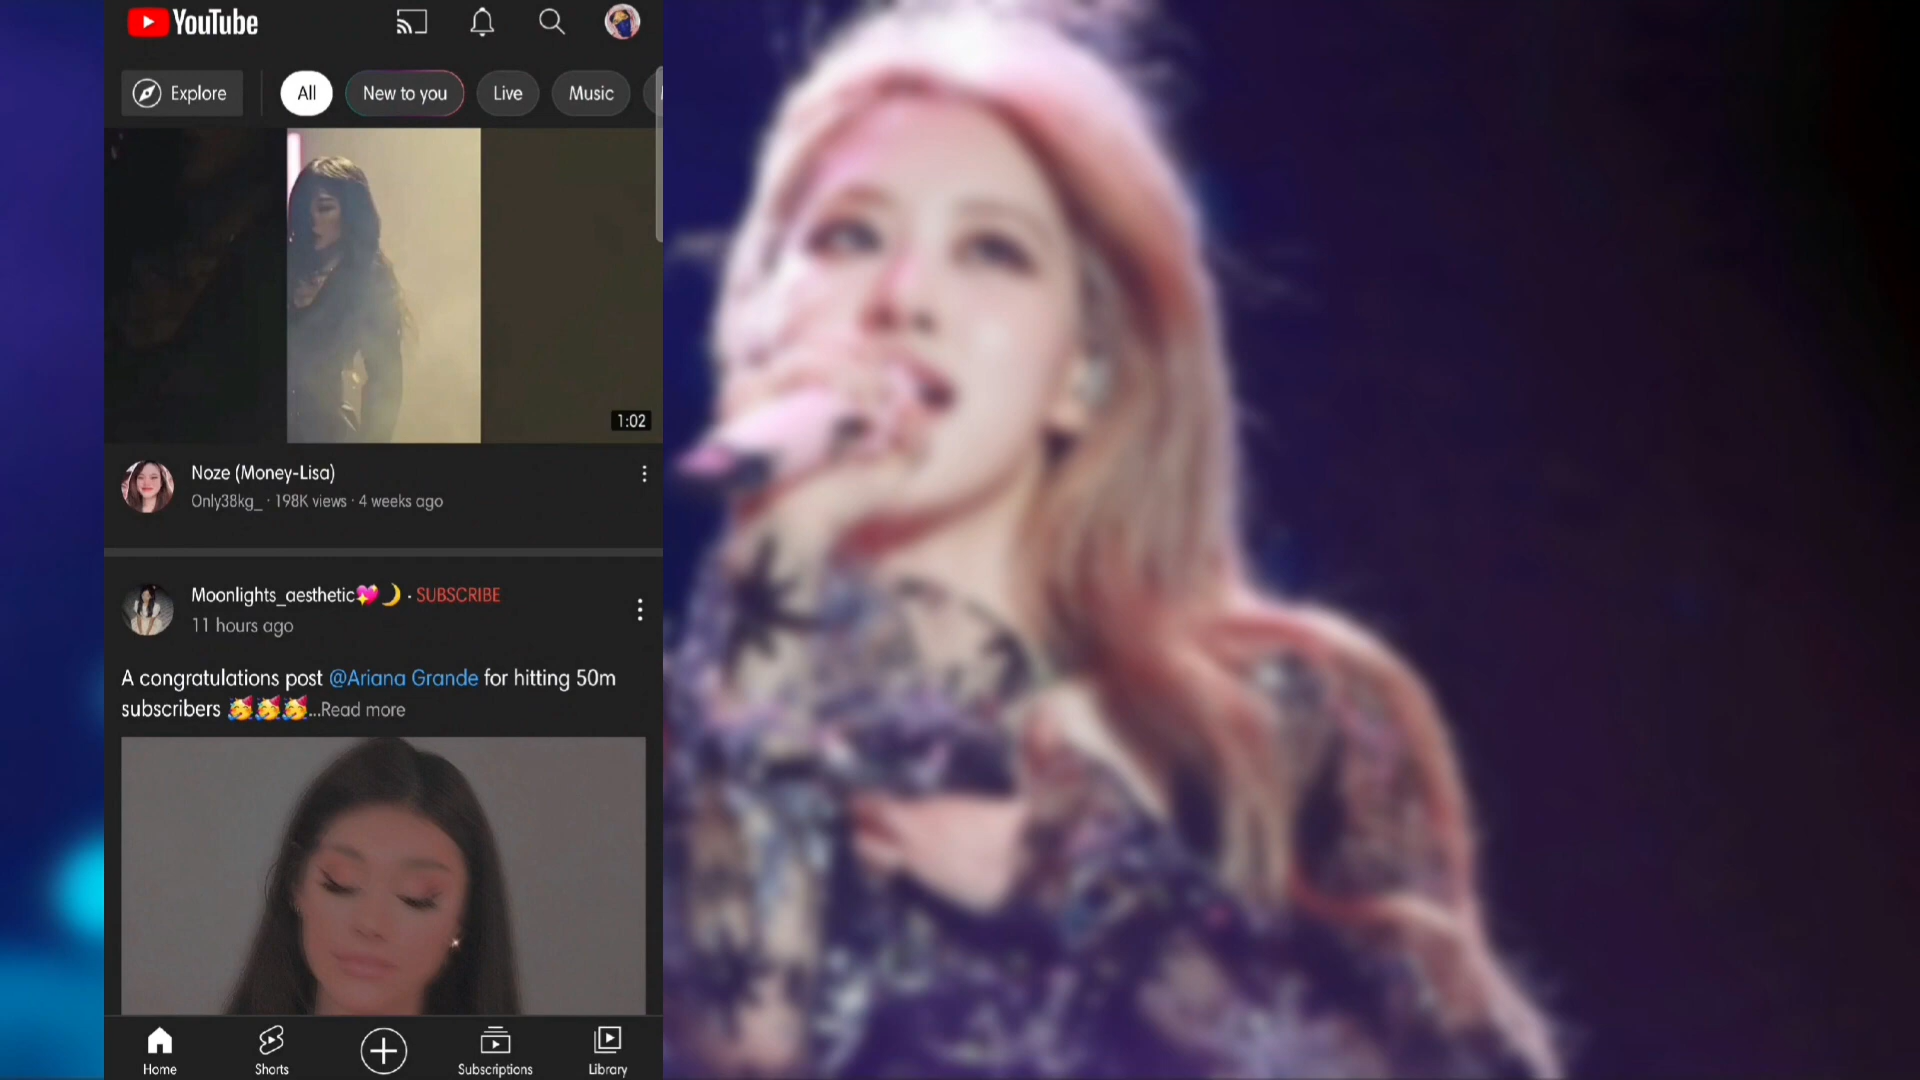 YouTube
Explore
All
New to you
Live
Music
1:02
Noze (Money-Lisa)
Only38kg_ · 198K views · 4 weeks ago
Moonlights_aesthetic💖🌙 · SUBSCRIBE
11 hours ago
A congratulations post @Ariana Grande for hitting 50m
subscribers 🥳🥳🥳...Read more
Home
Shorts
Subscriptions
Library